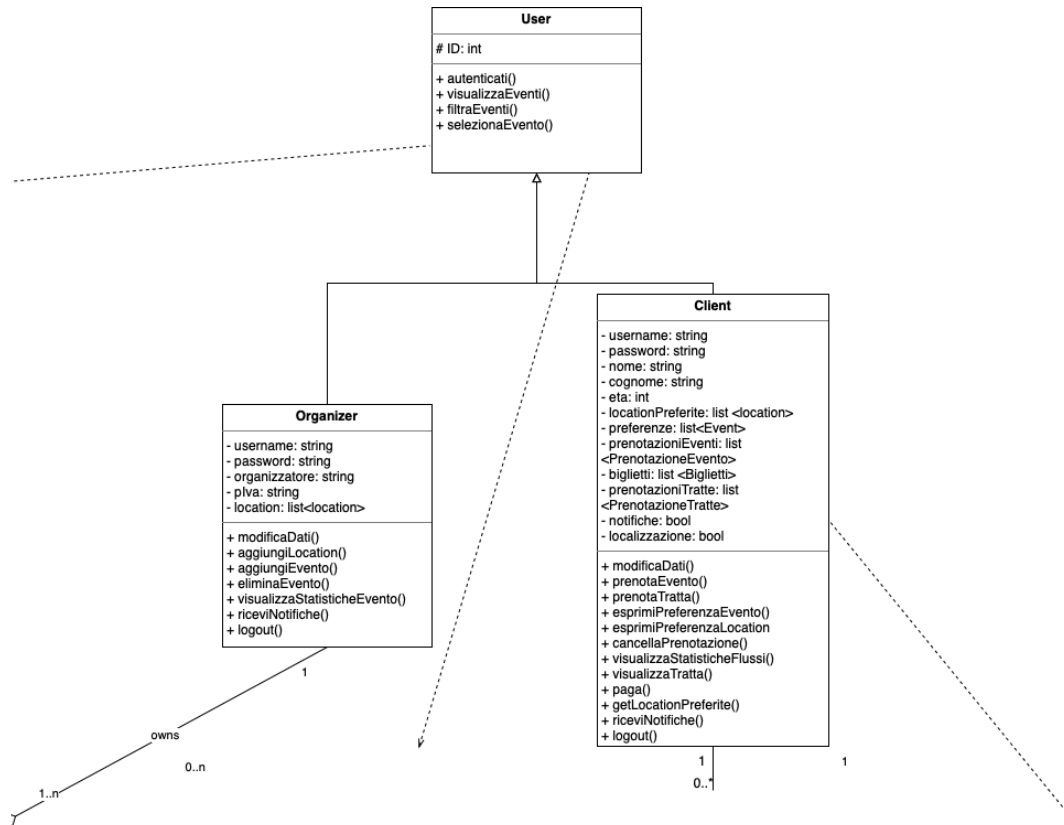 User
# ID: int
+ autenticati()
+ visualizzaEventi()
+ filtraEventi()
+ selezionaEvento()
Organizer
- username: string
- password: string
- organizzatore: string
- pIva: string
- location: list<location>
+ modificaDati()
+ aggiungiLocation()
+ aggiungiEvento()
+ eliminaEvento()
+ visualizzaStatisticheEvento()
+ riceviNotifiche()
+ logout()
Client
- username: string
- password: string
- nome: string
- cognome: string
- eta: int
- locationPreferite: list <location>
- preferenze: list<Event>
- prenotazioniEventi: list
<PrenotazioneEvento>
- biglietti: list <Biglietti>
- prenotazioniTratte: list
<PrenotazioneTratte>
- notifiche: bool
- localizzazione: bool
+ modificaDati()
+ prenotaEvento()
+ prenotaTratta()
+ esprimiPreferenzaEvento()
+ esprimiPreferenzaLocation
+ cancellaPrenotazione()
+ visualizzaStatisticheFlussi()
+ visualizzaTratta()
+ paga()
+ getLocationPreferite()
+ riceviNotifiche()
+ logout()
1
owns
0..n
1..n
1
1
0..*